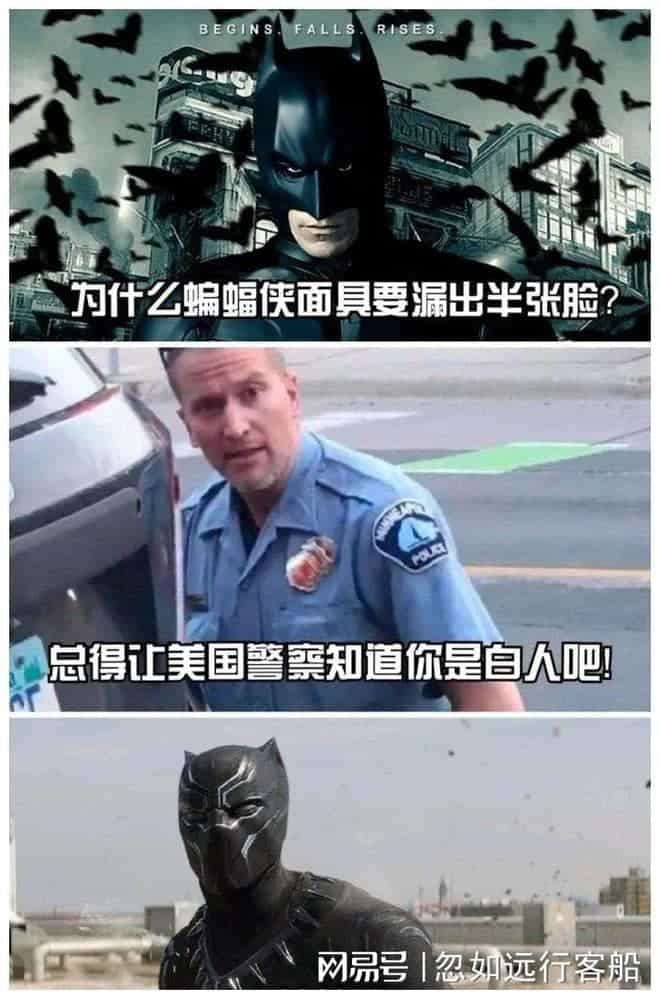 BEGINS. FALLS. RISES.
为什么蝙蝠侠面具要漏出半张脸?
MINNEAPOLIS
POLICE
总得让美国警察知道你是白人吧!
网易号 | 忽如远行客船